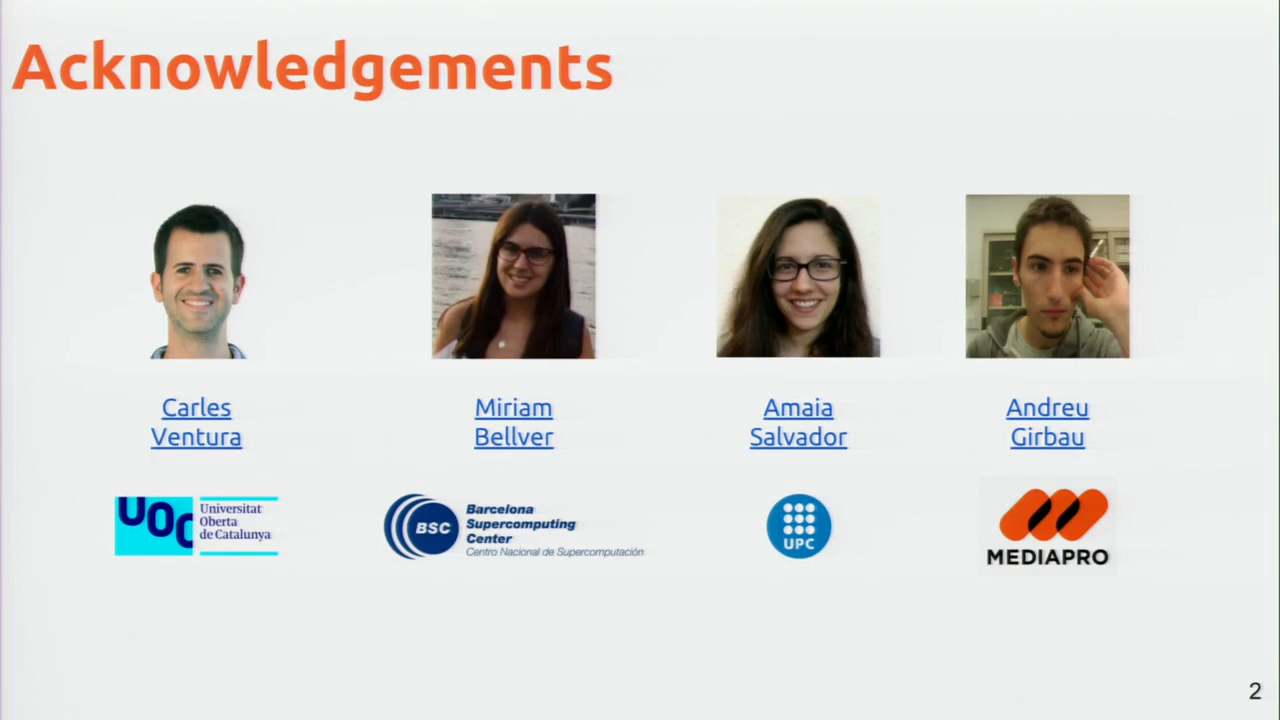 Acknowledgements
Carles
Ventura
Miriam
Bellver
Amaia
Salvador
Andreu
Girbau
UOC
Universitat
Oberta
de Catalunya
BSC
Barcelona
Supercomputing
Center
Centro Nacional de Supercomputación
UPC
MEDIAPRO
2